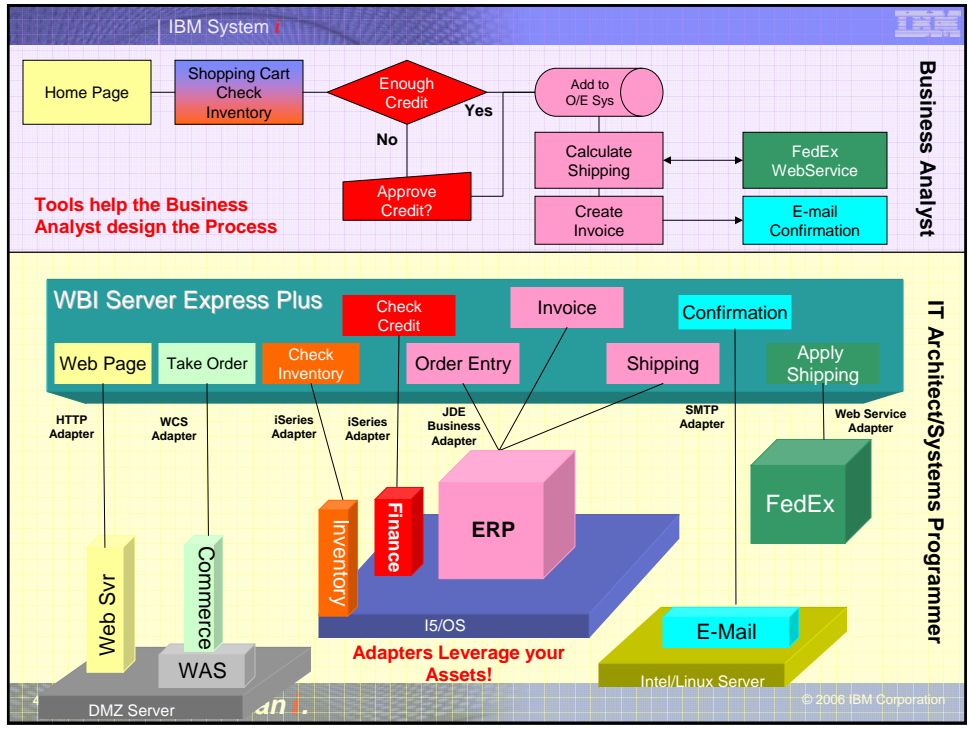 IBM System i
IBM
Business Analyst
Home Page
Shopping Cart
Check
Inventory
Enough
Credit
Yes
No
Add to
O/E Sys
Calculate
Shipping
FedEx
WebService
Approve
Credit?
Create
Invoice
E-mail
Confirmation
Tools help the Business
Analyst design the Process
IT Architect/Systems Programmer
WBI Server Express Plus
Check
Credit
Invoice
Confirmation
Web Page
Take Order
Check
Inventory
Order Entry
Shipping
Apply
Shipping
HTTP
Adapter
WCS
Adapter
iSeries
Adapter
iSeries
Adapter
JDE
Business
Adapter
SMTP
Adapter
Web Service
Adapter
Web Svr
Commerce
WAS
DMZ Server
Inventory
Finance
ERP
I5/OS
FedEx
E-Mail
Intel/Linux Server
Adapters Leverage your
Assets!
4
an i.
© 2006 IBM Corporation